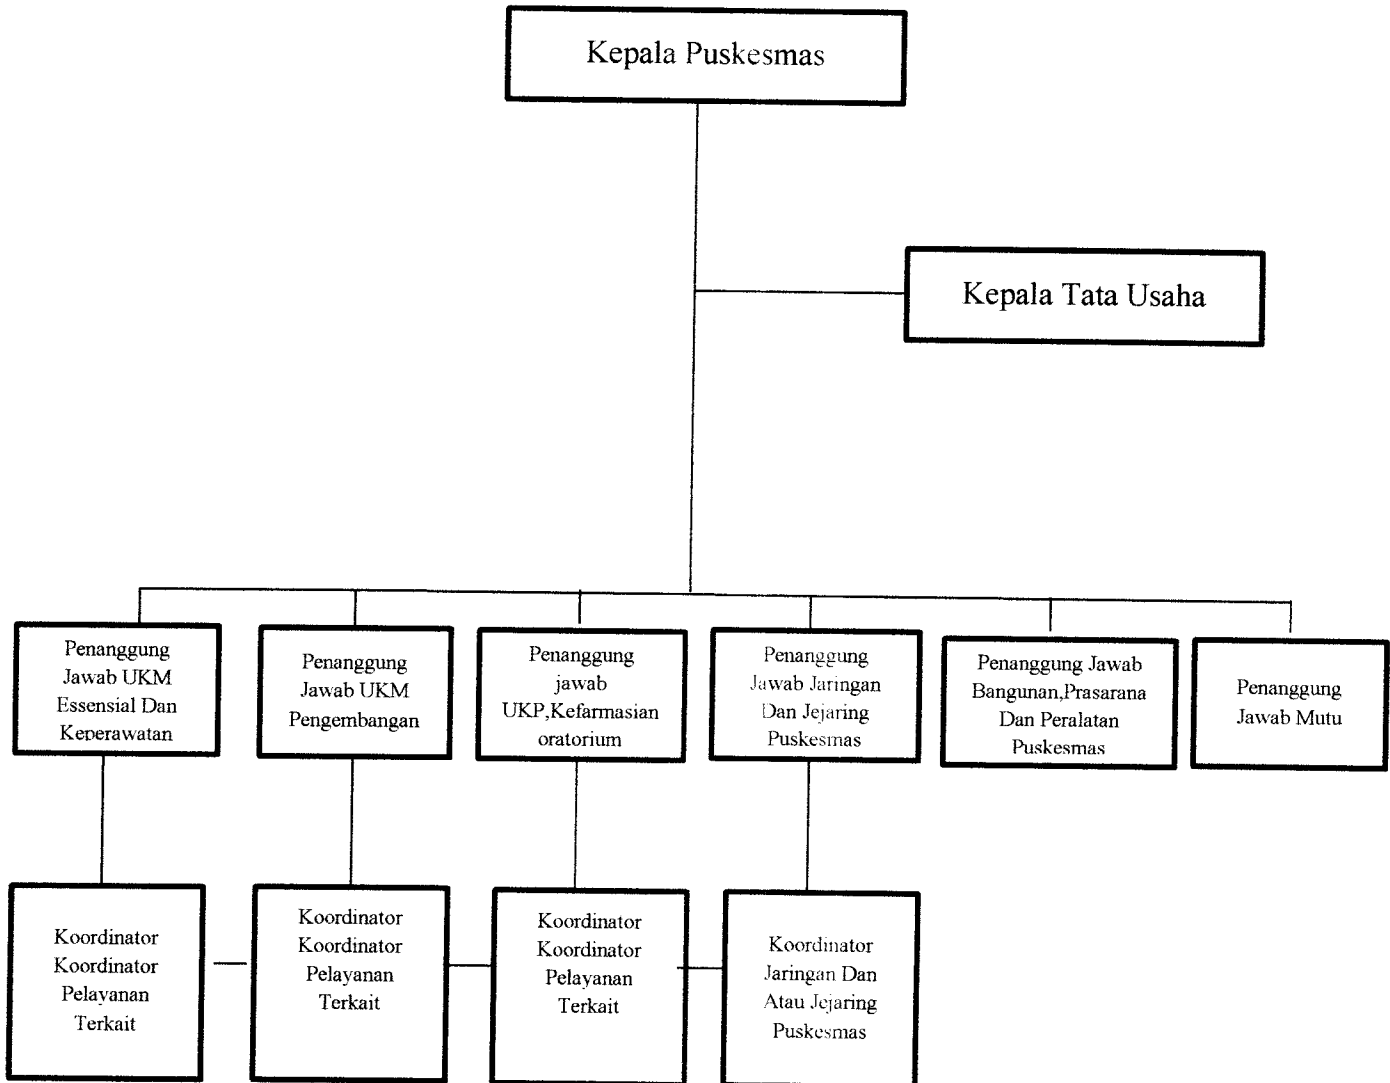 Kepala Puskesmas
Kepala Tata Usaha
Penanggung
Jawab UKM
Essensial Dan
Keperawatan
Penanggung
Jawab UKM
Pengembangan
Penanggung
jawab
UKP,Kefarmasian
oratorium
Penanggung
Jawab Jaringan
Dan Jejaring
Puskesmas
Penanggung Jawab
Bangunan,Prasarana
Dan Peralatan
Puskesmas
Penanggung
Jawab Mutu
Koordinator
Koordinator
Pelayanan
Terkait
Koordinator
Koordinator
Pelayanan
Terkait
Koordinator
Koordinator
Pelayanan
Terkait
Koordinator
Jaringan Dan
Atau Jejaring
Puskesmas